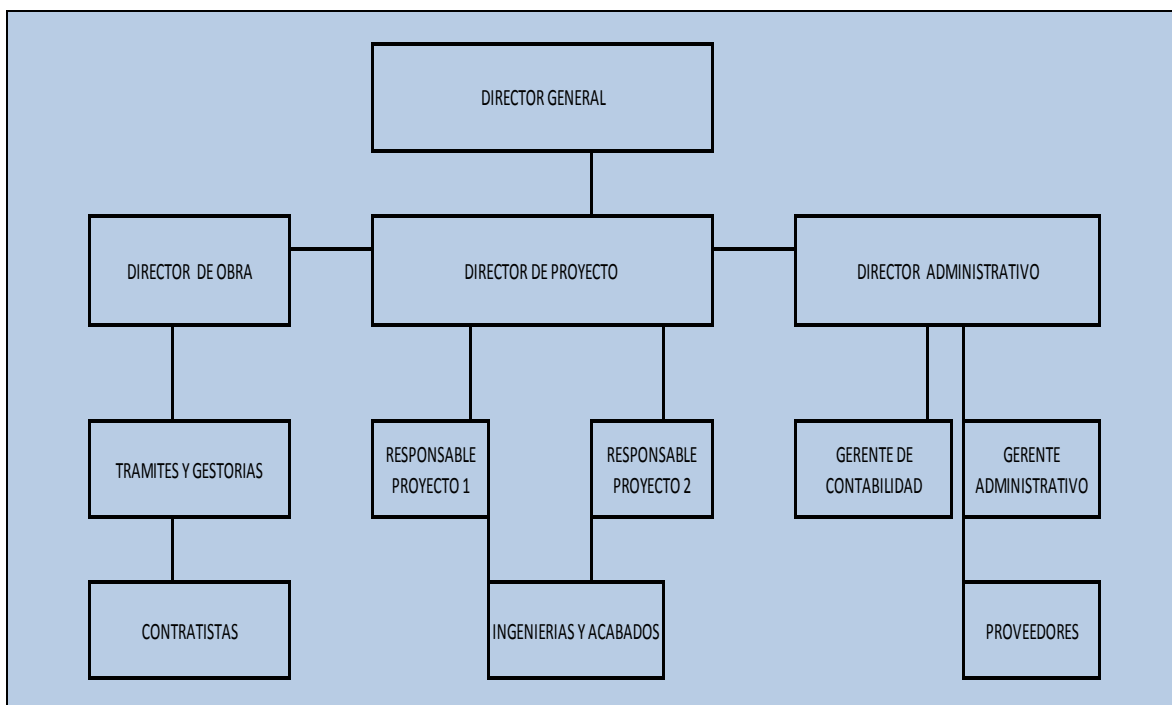 DIRECTOR GENERAL
DIRECTOR DE OBRA
DIRECTOR DE PROYECTO
DIRECTOR ADMINISTRATIVO
TRAMITES Y GESTORIAS
RESPONSABLE
PROYECTO 1
RESPONSABLE
PROYECTO 2
GERENTE DE
CONTABILIDAD
GERENTE
ADMINISTRATIVO
CONTRATISTAS
INGENIERIAS Y ACABADOS
PROVEEDORES